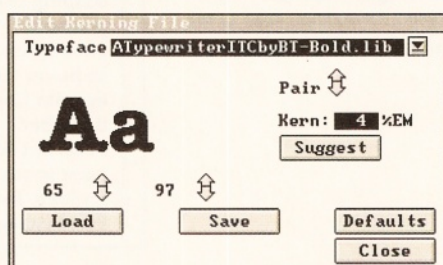 Edit Kerning File
Typeface ATypewriterITCbyBT-Bold.lib
Pair
Aa
Kern: 4 %EM
Suggest
65 97
Load Save Defaults
Close